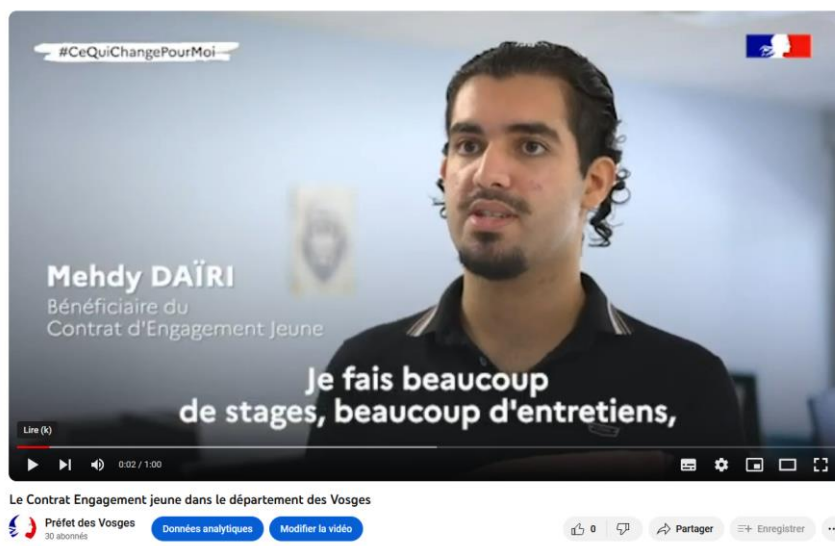 #CeQuiChangePourMoi
Mehdy DAÏRI
Bénéficiaire du
Contrat d'Engagement Jeune
Je fais beaucoup
de stages, beaucoup d'entretiens,
Lire (k)
0:02 / 1:00
Le Contrat Engagement jeune dans le département des Vosges
Préfet des Vosges
30 abonnés
Données analytiques
Modifier la vidéo
0
Partager
Enregistrer